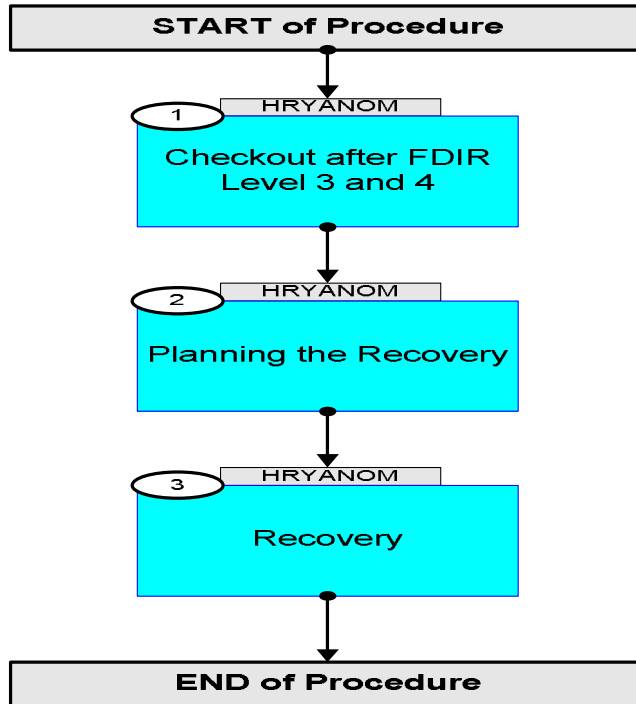 START of Procedure
HRYANOM
1
Checkout after FDIR
Level 3 and 4
HRYANOM
2
Planning the Recovery
HRYANOM
3
Recovery
END of Procedure